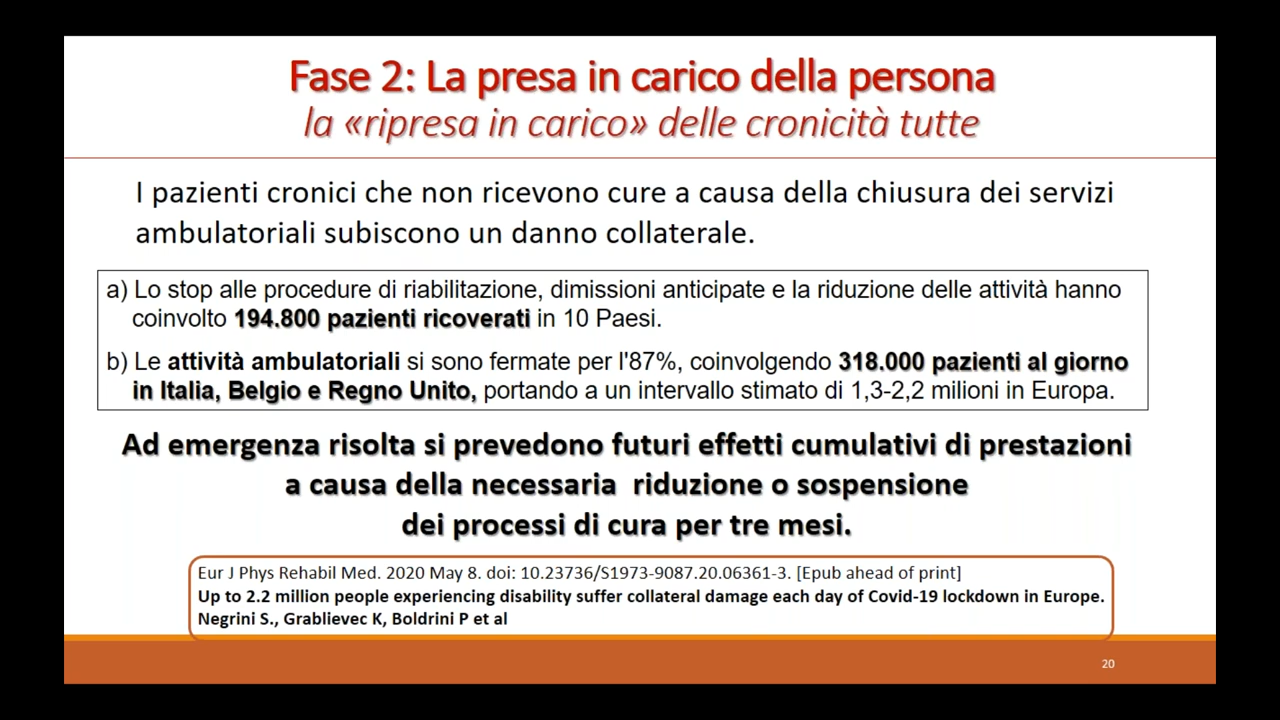 Fase 2: La presa in carico della persona
la «ripresa in carico» delle cronicità tutte
I pazienti cronici che non ricevono cure a causa della chiusura dei servizi
ambulatoriali subiscono un danno collaterale.
a) Lo stop alle procedure di riabilitazione, dimissioni anticipate e la riduzione delle attività hanno
coinvolto 194.800 pazienti ricoverati in 10 Paesi.
b) Le attività ambulatoriali si sono fermate per l'87%, coinvolgendo 318.000 pazienti al giorno
in Italia, Belgio e Regno Unito, portando a un intervallo stimato di 1,3-2,2 milioni in Europa.
Ad emergenza risolta si prevedono futuri effetti cumulativi di prestazioni
a causa della necessaria riduzione o sospensione
dei processi di cura per tre mesi.
Eur J Phys Rehabil Med. 2020 May 8. doi: 10.23736/S1973-9087.20.06361-3. [Epub ahead of print]
Up to 2.2 million people experiencing disability suffer collateral damage each day of Covid-19 lockdown in Europe.
Negrini S., Grablievec K, Boldrini P et al
20